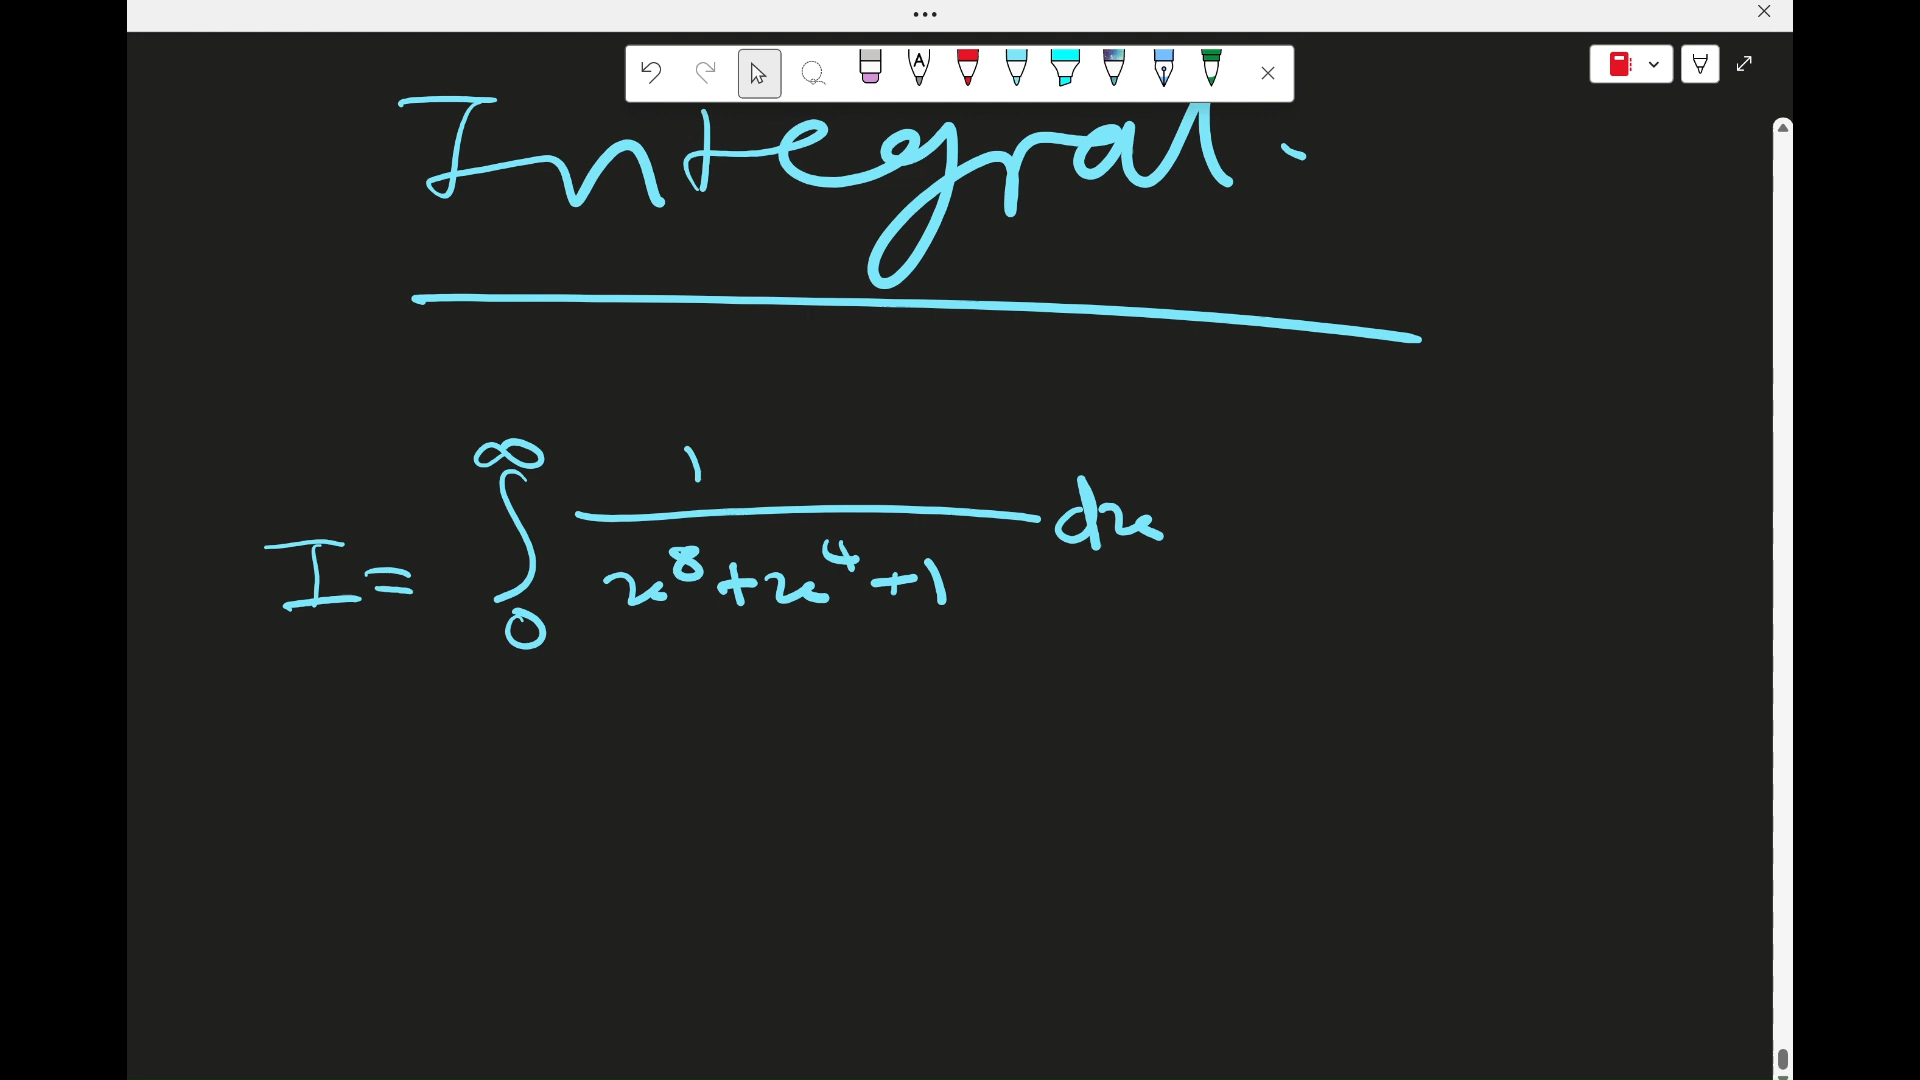 Integral.
I = ∫₀^∞ 1/(x⁸+x⁴+1) dx